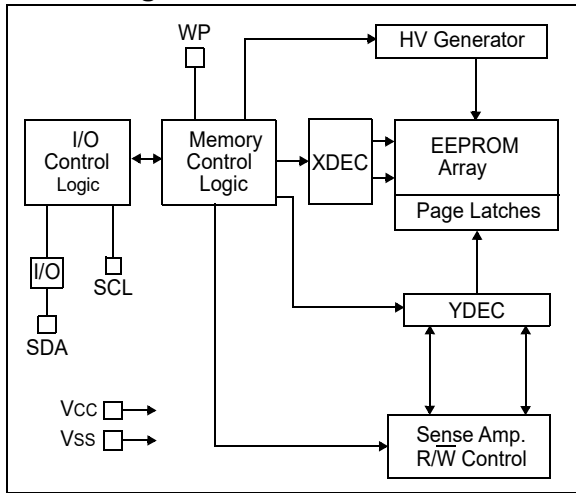 WP
HV Generator
I/O
Control
Logic
Memory
Control
Logic
XDEC
EEPROM
Array
Page Latches
I/O
SCL
SDA
YDEC
VCC
VSS
Sense Amp.
R/W̅ Control